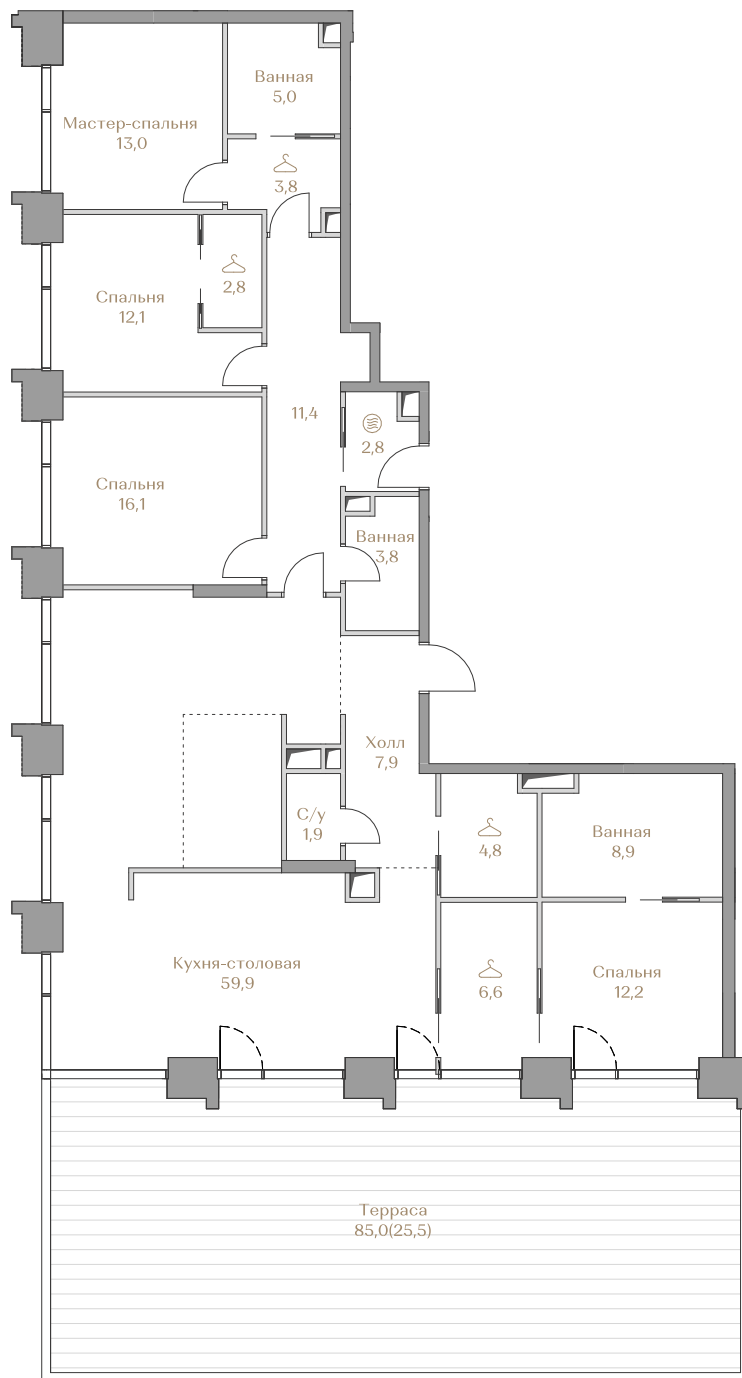 Ванная
5,0
Мастер-спальня
13,0
3,8
2,8
Спальня
12,1
11,4
2,8
Спальня
16,1
Ванная
3,8
Холл
7,9
С/у
1,9
4,8
Ванная
8,9
Кухня-столовая
59,9
6,6
Спальня
12,2
Терраса
85,0(25,5)